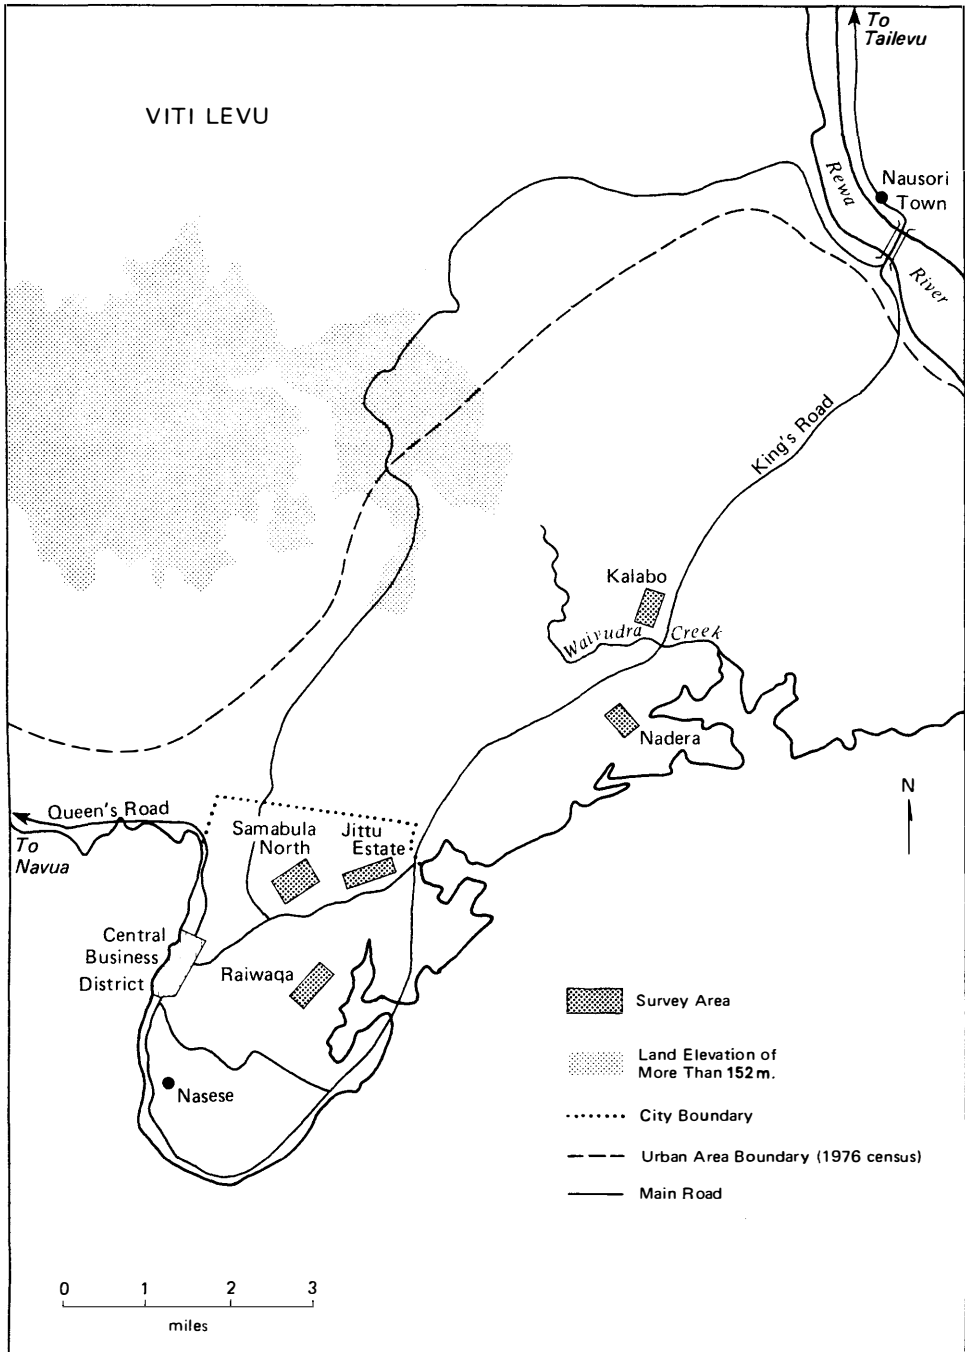 To
Tailevu
VITI LEVU
Rewa
Nausori
Town
River
King's Road
Kalabo
Waivudra Creek
Nadera
N
Queen's Road
To
Navua
Samabula
North
Jittu
Estate
Central
Business
District
Raiwaqa
Nasese
Survey Area
Land Elevation of
More Than 152m.
City Boundary
Urban Area Boundary (1976 census)
Main Road
0 1 2 3
miles